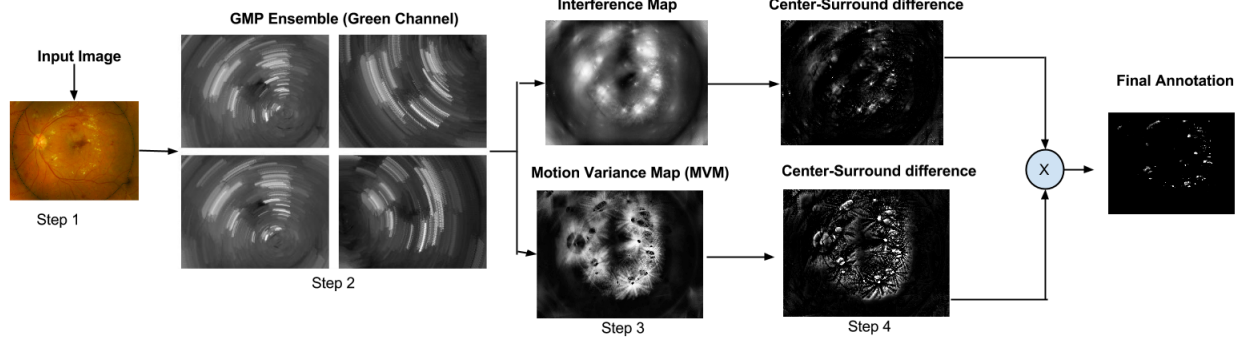 GMP Ensemble (Green Channel)
Interference Map
Center-Surround difference
Input Image
Final Annotation
Motion Variance Map (MVM)
Center-Surround difference
X
Step 1
Step 2
Step 3
Step 4